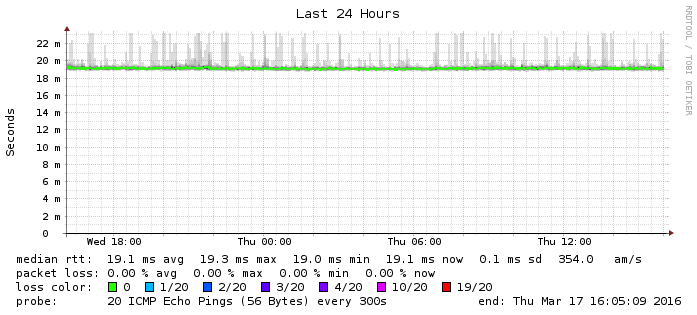 Last 24 Hours
RRDTOOL / TOBI OETIKER
Seconds
22 m
20 m
18 m
16 m
14 m
12 m
10 m
8 m
6 m
4 m
2 m
0
Wed 18:00 Thu 00:00 Thu 06:00 Thu 12:00
median rtt: 19.1 ms avg 19.3 ms max 19.0 ms min 19.1 ms now 0.1 ms sd 354.0 am/s
packet loss: 0.00 % avg 0.00 % max 0.00 % min 0.00 % now
loss color: 0 1/20 2/20 3/20 4/20 10/20 19/20
probe: 20 ICMP Echo Pings (56 Bytes) every 300s end: Thu Mar 17 16:05:09 2016